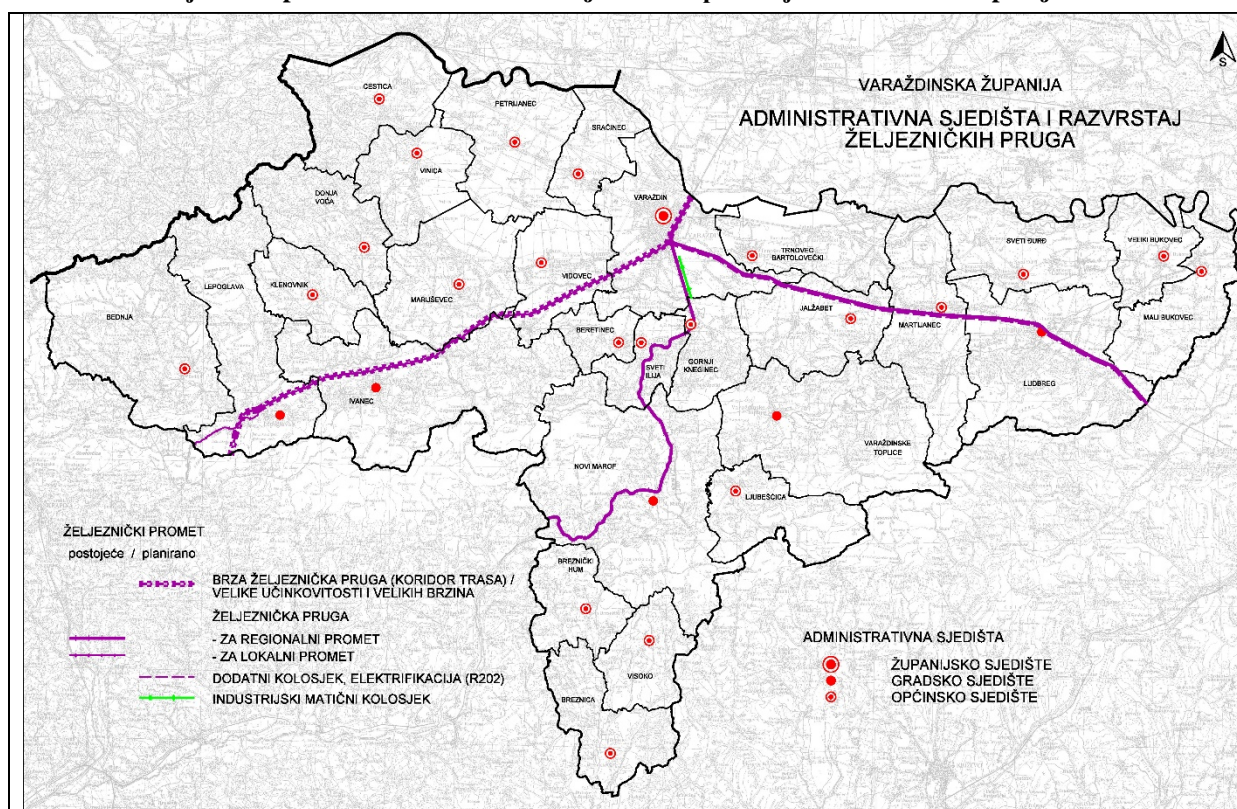 VARAŽDINSKA ŽUPANIJA
ADMINISTRATIVNA SJEDIŠTA I RAZVRSTAJ
ŽELJEZNIČKIH PRUGA
S
CESTICA
PETRIJANEC
SRAČINEC
VINICA
DONJA
VOĆA
VARAŽDIN
LEPOGLAVA
KLENOVNIK
MARUŠEVEC
VIDOVEC
TRNOVEC
BARTOLOVEČKI
SVETI ĐURĐ
VELIKI BUKOVEC
BEDNJA
IVANEC
BERETINEC
SVETI
ILIJA
GORNJI
KNEGINEC
JALŽABET
MARTIJANEC
MALI BUKOVEC
LUDBREG
NOVI MAROF
VARAŽDINSKE
TOPLICE
LJUBEŠĆICA
BREZNIČKI
HUM
VISOKO
BREZNICA
ŽELJEZNIČKI PROMET
postojeće / planirano
BRZA ŽELJEZNIČKA PRUGA (KORIDOR TRASA) /
VELIKE UČINKOVITOSTI I VELIKIH BRZINA
ŽELJEZNIČKA PRUGA
- ZA REGIONALNI PROMET
- ZA LOKALNI PROMET
DODATNI KOLOSJEK, ELEKTRIFIKACIJA (R202)
INDUSTRIJSKI MATIČNI KOLOSJEK
ADMINISTRATIVNA SJEDIŠTA
ŽUPANIJSKO SJEDIŠTE
GRADSKO SJEDIŠTE
OPĆINSKO SJEDIŠTE